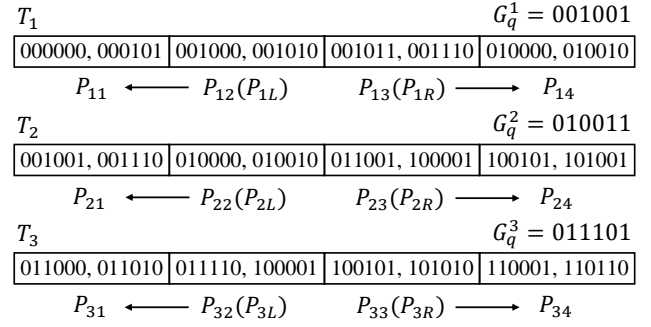 T₁ G_q^1 = 001001
000000, 000101 001000, 001010 001011, 001110 010000, 010010
P₁₁ ← P₁₂(P₁L) P₁₃(P₁R) → P₁₄
T₂ G_q^2 = 010011
001001, 001110 010000, 010010 011001, 100001 100101, 101001
P₂₁ ← P₂₂(P₂L) P₂₃(P₂R) → P₂₄
T₃ G_q^3 = 011101
011000, 011010 011110, 100001 100101, 101010 110001, 110110
P₃₁ ← P₃₂(P₃L) P₃₃(P₃R) → P₃₄